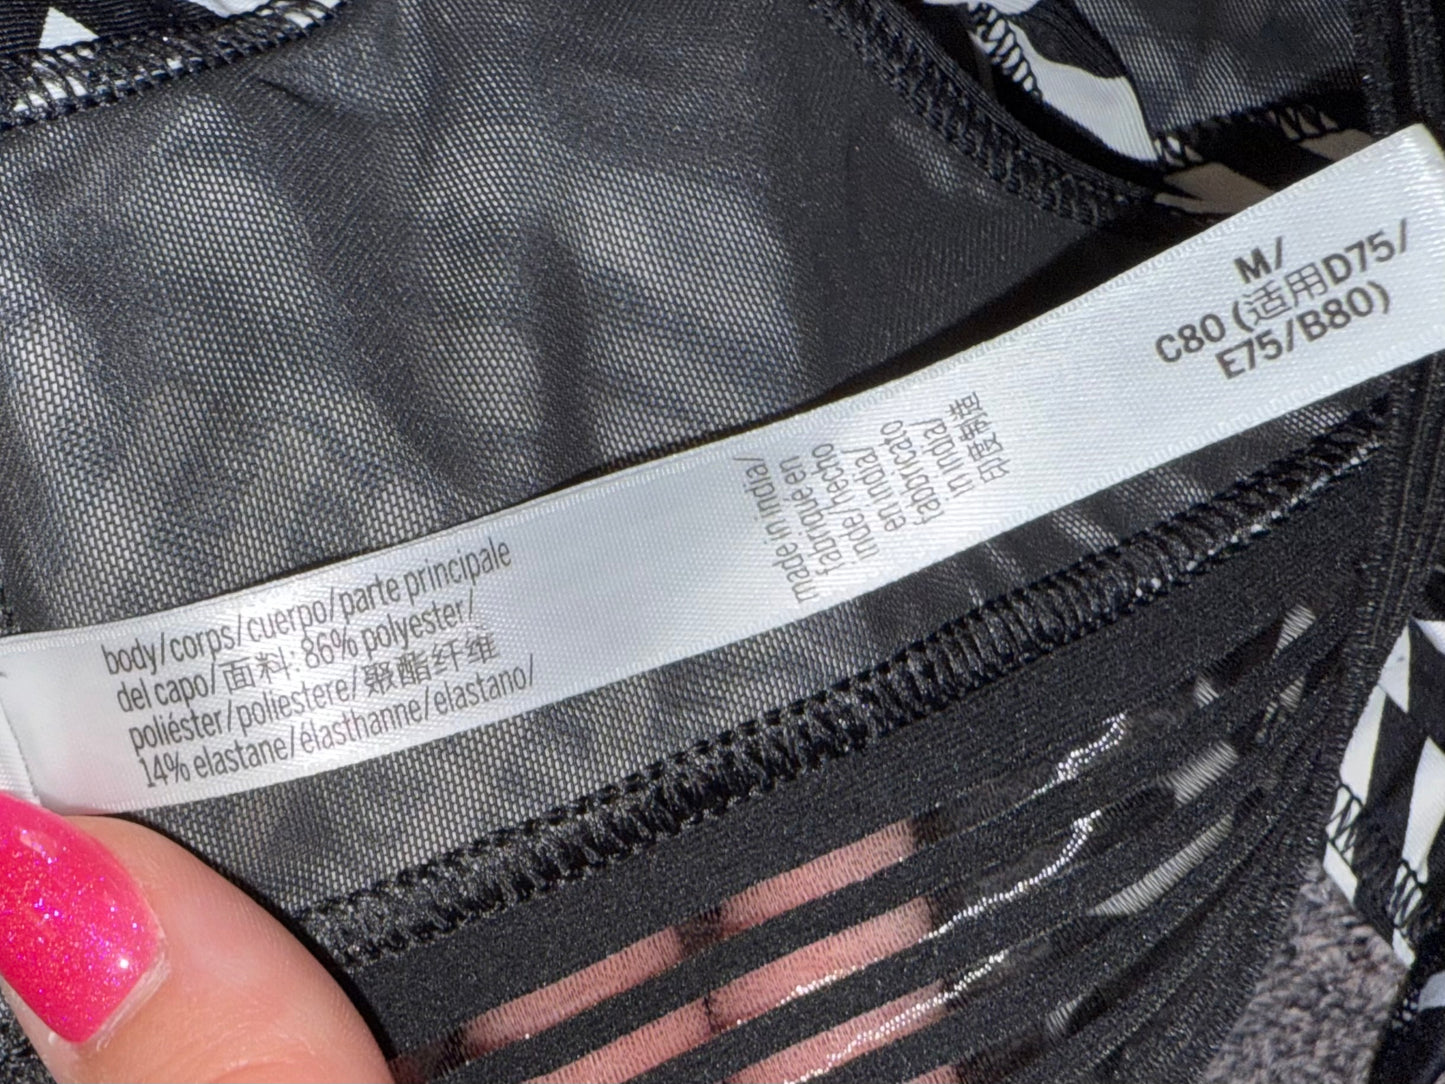 body/corps/cuerpo/parte principale
del capo/面料: 86% polyester/
poliéster/poliestere/聚酯纤维
14% elastane/élasthanne/elastano/
made in india/
fabriqué en
inde/hecho
en india/
fabbricato
in india/
印度制造
M/
C80 (适用D75/
E75/B80)